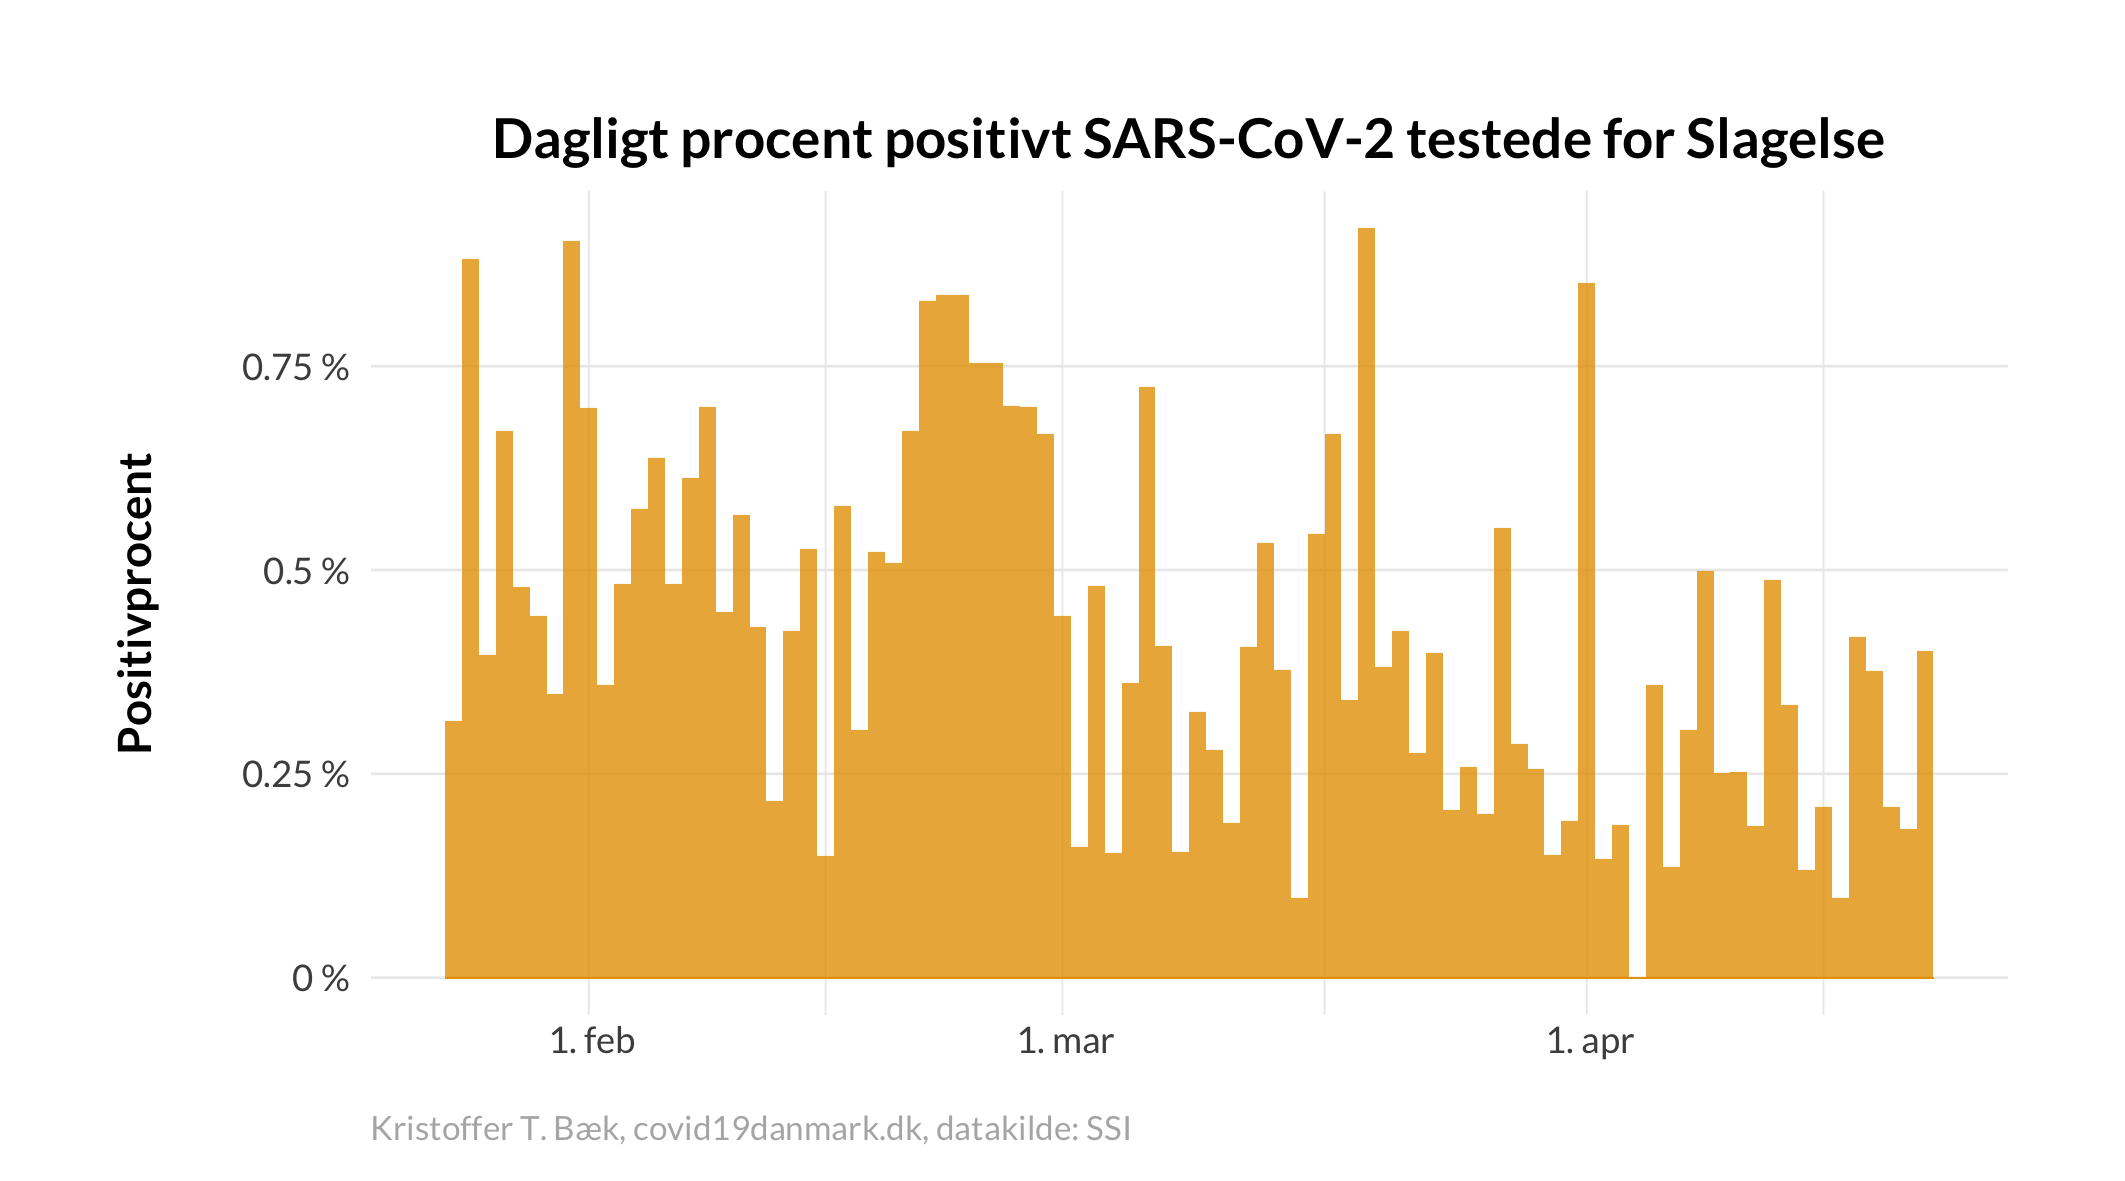 Dagligt procent positivt SARS-CoV-2 testede for Slagelse
Positivprocent
0.75 %
0.5 %
0.25 %
0 %
1. feb
1. mar
1. apr
Kristoffer T. Bæk, covid19danmark.dk, datakilde: SSI